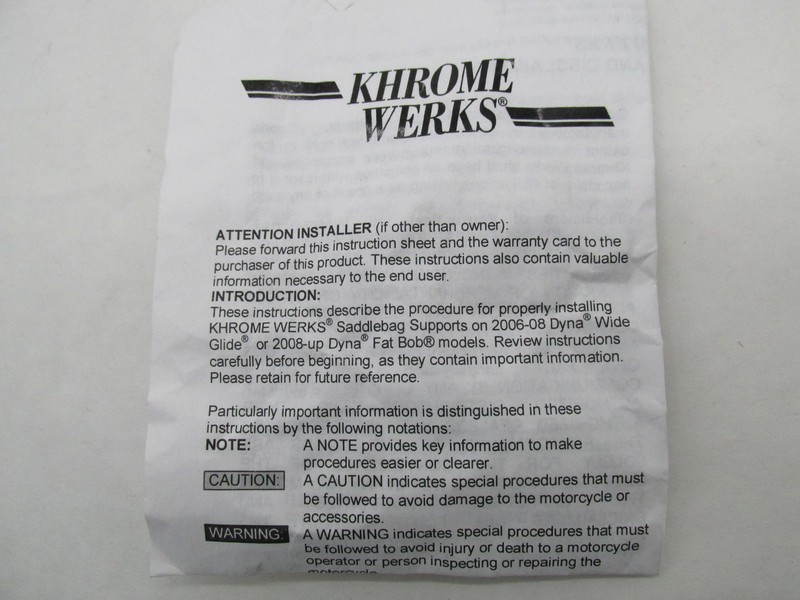 KHROME
WERKS®
ATTENTION INSTALLER (if other than owner):
Please forward this instruction sheet and the warranty card to the
purchaser of this product. These instructions also contain valuable
information necessary to the end user.
INTRODUCTION:
These instructions describe the procedure for properly installing
KHROME WERKS® Saddlebag Supports on 2006-08 Dyna® Wide
Glide® or 2008-up Dyna® Fat Bob® models. Review instructions
carefully before beginning, as they contain important information.
Please retain for future reference.
Particularly important information is distinguished in these
instructions by the following notations:
NOTE: A NOTE provides key information to make
procedures easier or clearer.
CAUTION: A CAUTION indicates special procedures that must
be followed to avoid damage to the motorcycle or
accessories.
WARNING: A WARNING indicates special procedures that must
be followed to avoid injury or death to a motorcycle
operator or person inspecting or repairing the
motorcycle